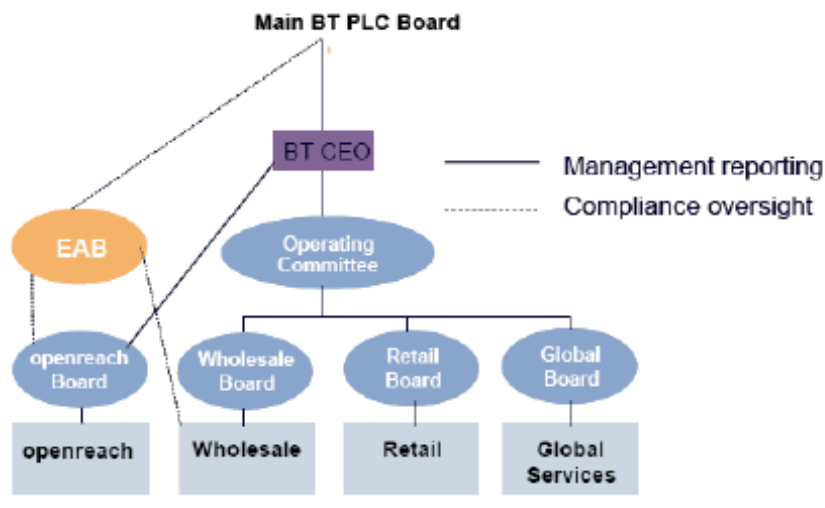 Main BT PLC Board
BT CEO
Management reporting
Compliance oversight
EAB
Operating
Committee
openreach
Board
Wholesale
Board
Retail
Board
Global
Board
openreach
Wholesale
Retail
Global
Services